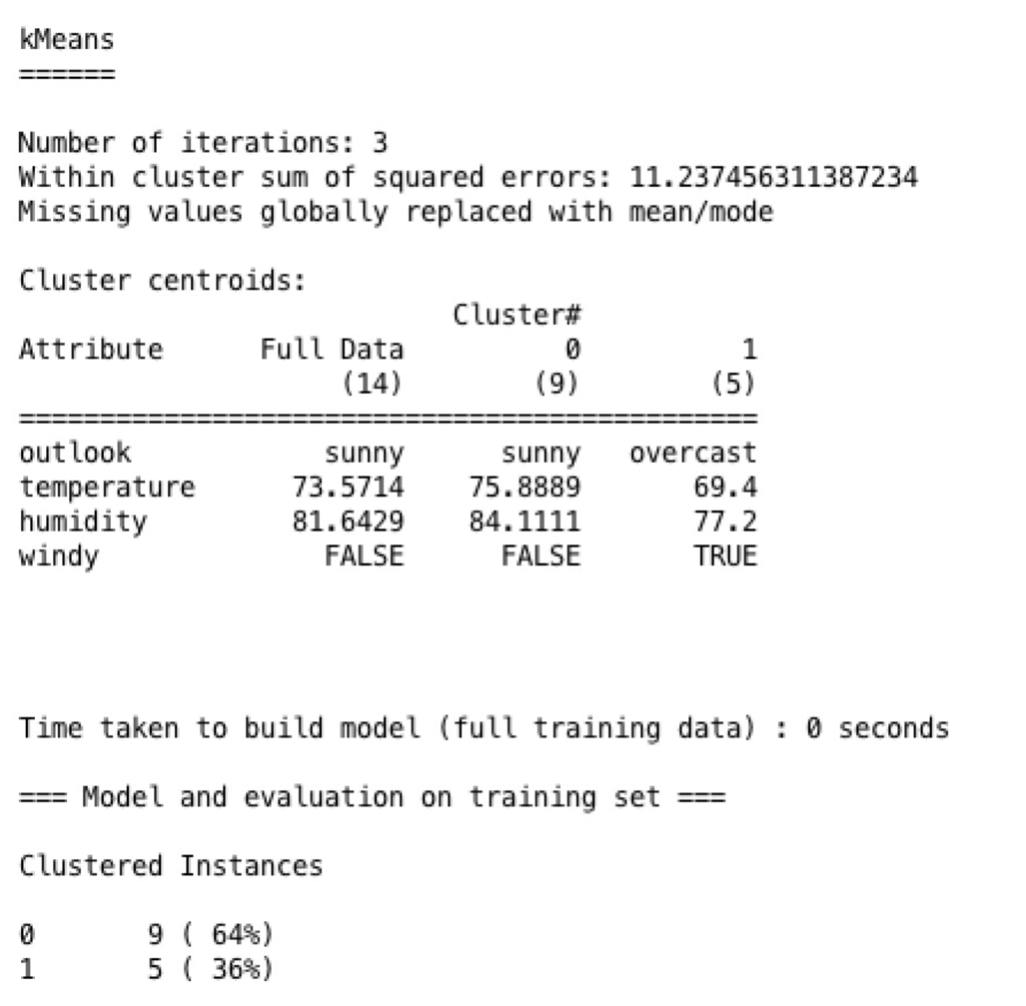 kMeans
======
Number of iterations: 3
Within cluster sum of squared errors: 11.237456311387234
Missing values globally replaced with mean/mode
Cluster centroids:
Cluster#
Attribute Full Data 0 1
(14) (9) (5)
==============================================
outlook sunny sunny overcast
temperature 73.5714 75.8889 69.4
humidity 81.6429 84.1111 77.2
windy FALSE FALSE TRUE
Time taken to build model (full training data) : 0 seconds
=== Model and evaluation on training set ===
Clustered Instances
0 9 ( 64%)
1 5 ( 36%)